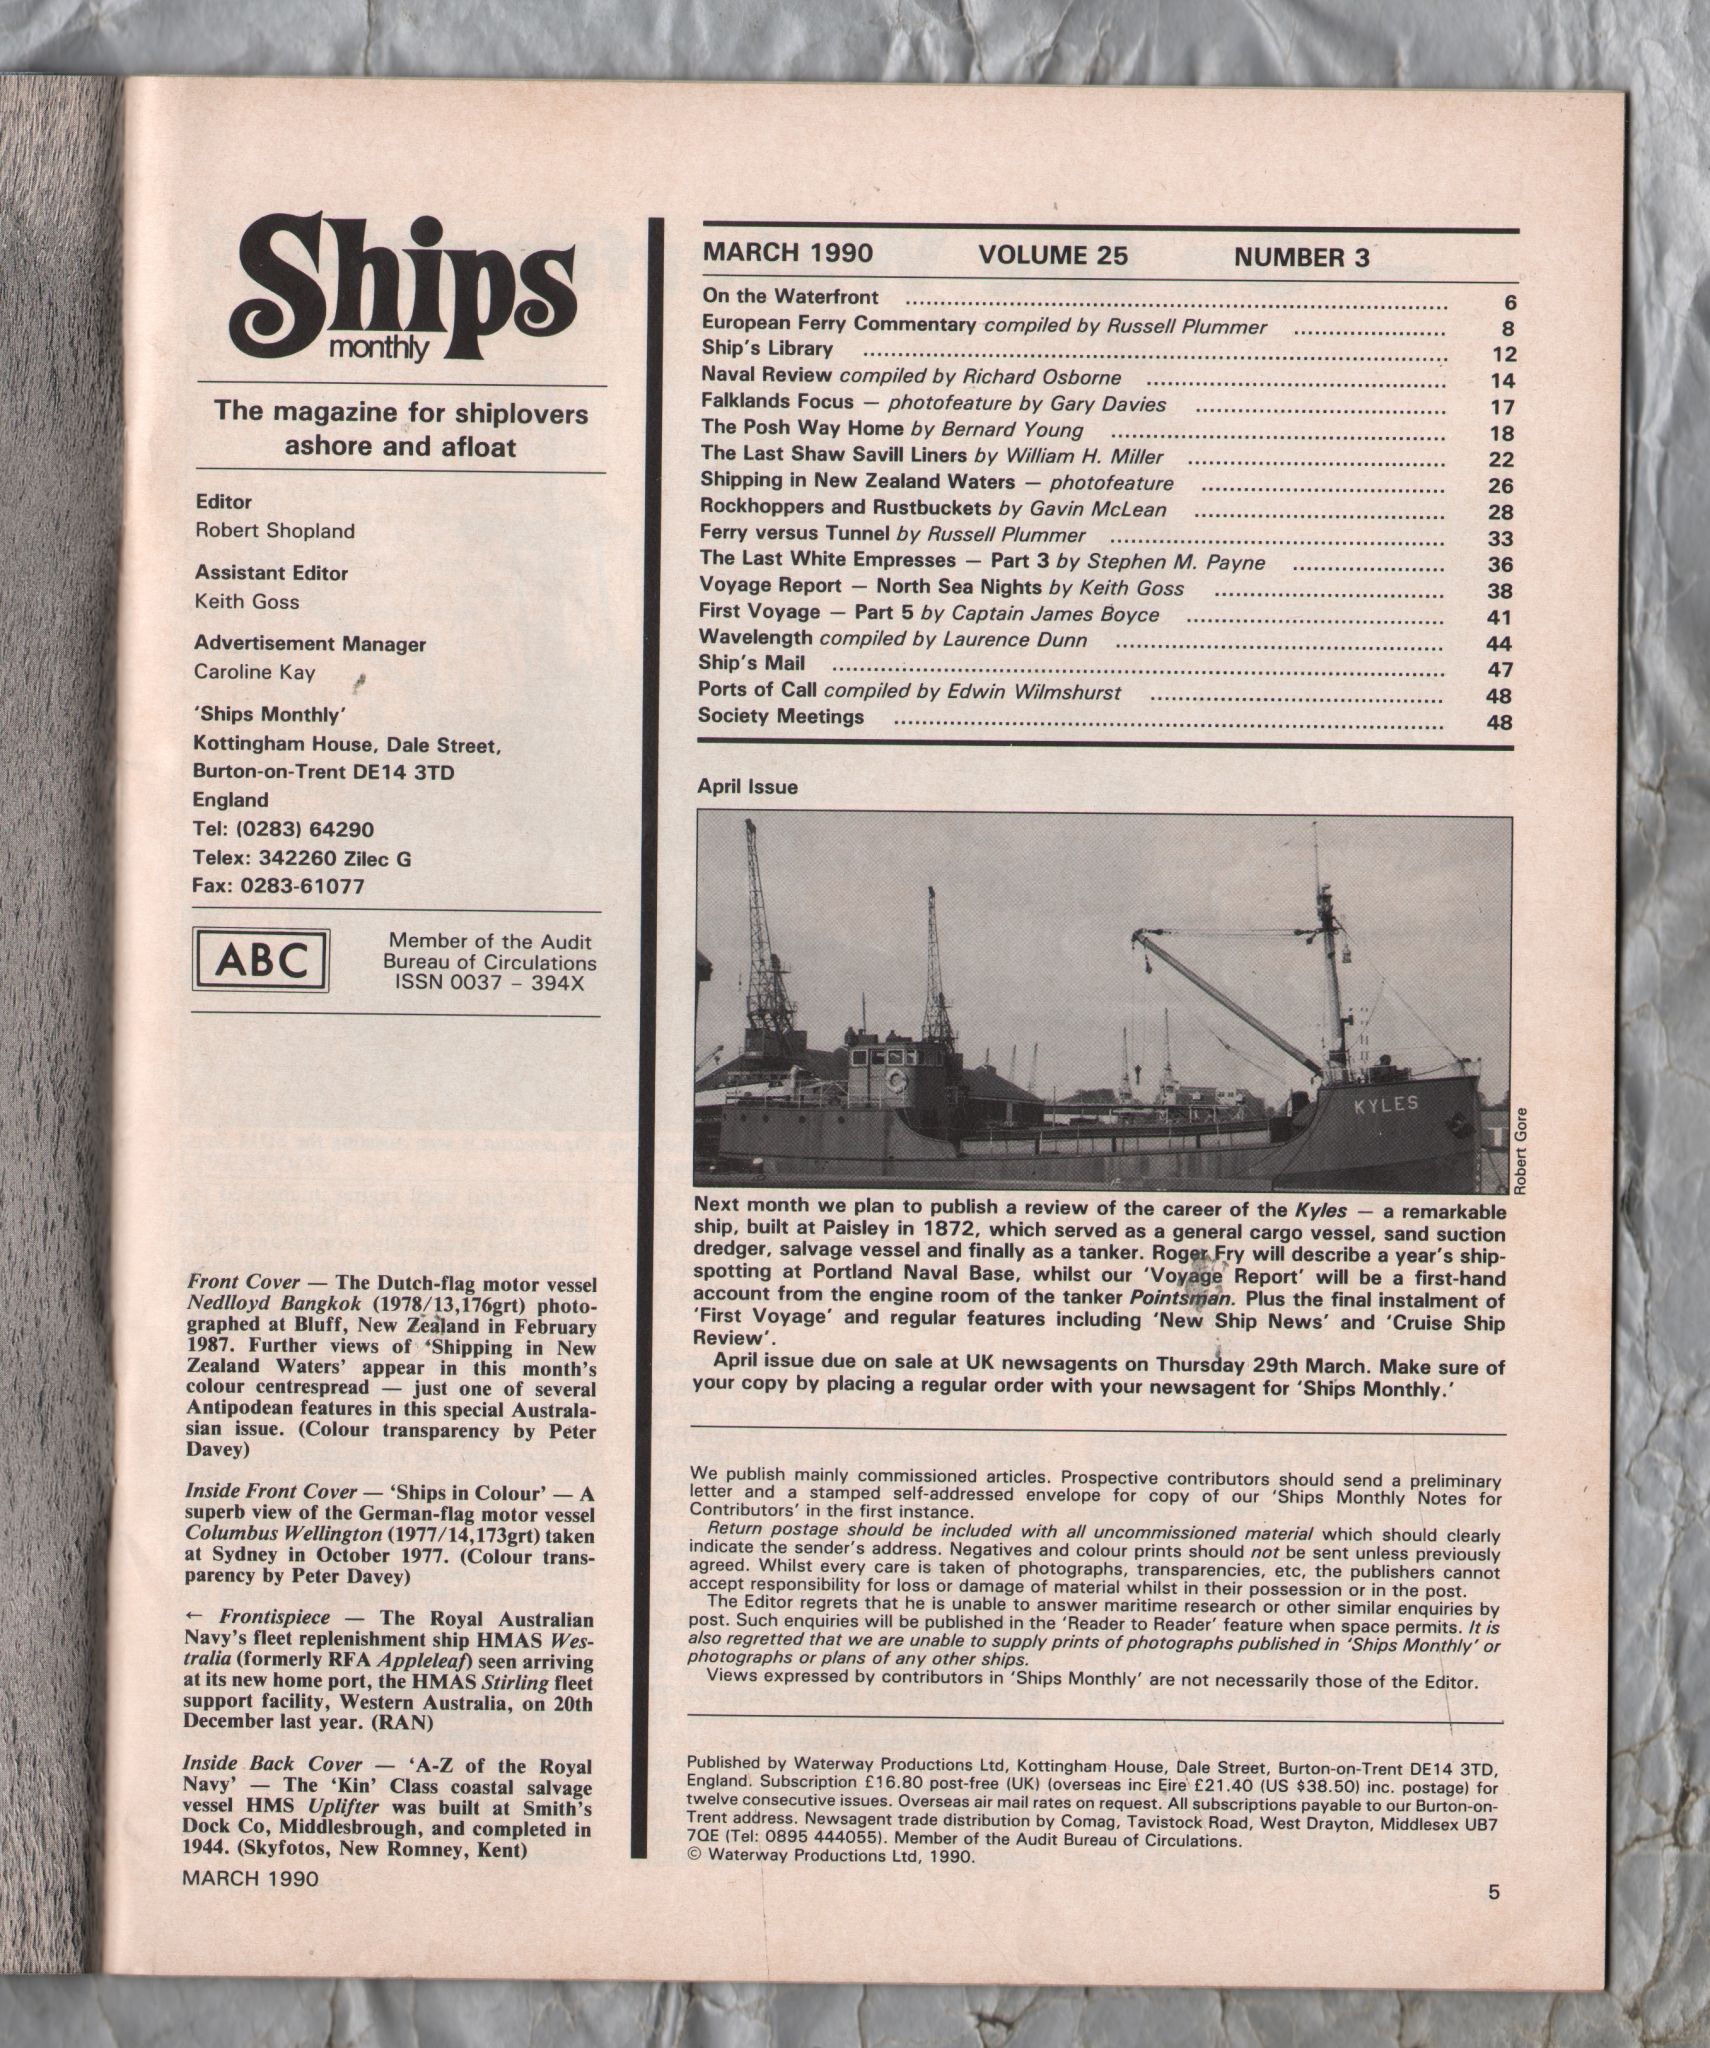 Ships
monthly
The magazine for shiplovers
ashore and afloat
Editor
Robert Shopland
Assistant Editor
Keith Goss
Advertisement Manager
Caroline Kay
'Ships Monthly'
Kottingham House, Dale Street,
Burton-on-Trent DE14 3TD
England
Tel: (0283) 64290
Telex: 342260 Zilec G
Fax: 0283-61077
ABC
Member of the Audit
Bureau of Circulations
ISSN 0037 – 394X
Front Cover — The Dutch-flag motor vessel
Nedlloyd Bangkok (1978/13,176grt) photo-
graphed at Bluff, New Zealand in February
1987. Further views of 'Shipping in New
Zealand Waters' appear in this month's
colour centrespread — just one of several
Antipodean features in this special Australa-
sian issue. (Colour transparency by Peter
Davey)
Inside Front Cover — 'Ships in Colour' — A
superb view of the German-flag motor vessel
Columbus Wellington (1977/14,173grt) taken
at Sydney in October 1977. (Colour trans-
parency by Peter Davey)
← Frontispiece — The Royal Australian
Navy's fleet replenishment ship HMAS Wes-
tralia (formerly RFA Appleleaf) seen arriving
at its new home port, the HMAS Stirling fleet
support facility, Western Australia, on 20th
December last year. (RAN)
Inside Back Cover — 'A-Z of the Royal
Navy' — The 'Kin' Class coastal salvage
vessel HMS Uplifter was built at Smith's
Dock Co, Middlesbrough, and completed in
1944. (Skyfotos, New Romney, Kent)
MARCH 1990
MARCH 1990 VOLUME 25 NUMBER 3
On the Waterfront ........ 6
European Ferry Commentary compiled by Russell Plummer ........ 8
Ship's Library ........ 12
Naval Review compiled by Richard Osborne ........ 14
Falklands Focus — photofeature by Gary Davies ........ 17
The Posh Way Home by Bernard Young ........ 18
The Last Shaw Savill Liners by William H. Miller ........ 22
Shipping in New Zealand Waters — photofeature ........ 26
Rockhoppers and Rustbuckets by Gavin McLean ........ 28
Ferry versus Tunnel by Russell Plummer ........ 33
The Last White Empresses — Part 3 by Stephen M. Payne ........ 36
Voyage Report — North Sea Nights by Keith Goss ........ 38
First Voyage — Part 5 by Captain James Boyce ........ 41
Wavelength compiled by Laurence Dunn ........ 44
Ship's Mail ........ 47
Ports of Call compiled by Edwin Wilmshurst ........ 48
Society Meetings ........ 48
April Issue
KYLES
Robert Gore
Next month we plan to publish a review of the career of the Kyles — a remarkable
ship, built at Paisley in 1872, which served as a general cargo vessel, sand suction
dredger, salvage vessel and finally as a tanker. Roger Fry will describe a year's ship-
spotting at Portland Naval Base, whilst our 'Voyage Report' will be a first-hand
account from the engine room of the tanker Pointsman. Plus the final instalment of
'First Voyage' and regular features including 'New Ship News' and 'Cruise Ship
Review'.
April issue due on sale at UK newsagents on Thursday 29th March. Make sure of
your copy by placing a regular order with your newsagent for 'Ships Monthly.'
We publish mainly commissioned articles. Prospective contributors should send a preliminary
letter and a stamped self-addressed envelope for copy of our 'Ships Monthly Notes for
Contributors' in the first instance.
Return postage should be included with all uncommissioned material which should clearly
indicate the sender's address. Negatives and colour prints should not be sent unless previously
agreed. Whilst every care is taken of photographs, transparencies, etc, the publishers cannot
accept responsibility for loss or damage of material whilst in their possession or in the post.
The Editor regrets that he is unable to answer maritime research or other similar enquiries by
post. Such enquiries will be published in the 'Reader to Reader' feature when space permits. It is
also regretted that we are unable to supply prints of photographs published in 'Ships Monthly' or
photographs or plans of any other ships.
Views expressed by contributors in 'Ships Monthly' are not necessarily those of the Editor.
Published by Waterway Productions Ltd, Kottingham House, Dale Street, Burton-on-Trent DE14 3TD,
England. Subscription £16.80 post-free (UK) (overseas inc Eire £21.40 (US $38.50) inc. postage) for
twelve consecutive issues. Overseas air mail rates on request. All subscriptions payable to our Burton-on-
Trent address. Newsagent trade distribution by Comag, Tavistock Road, West Drayton, Middlesex UB7
7QE (Tel: 0895 444055). Member of the Audit Bureau of Circulations.
© Waterway Productions Ltd, 1990.
5